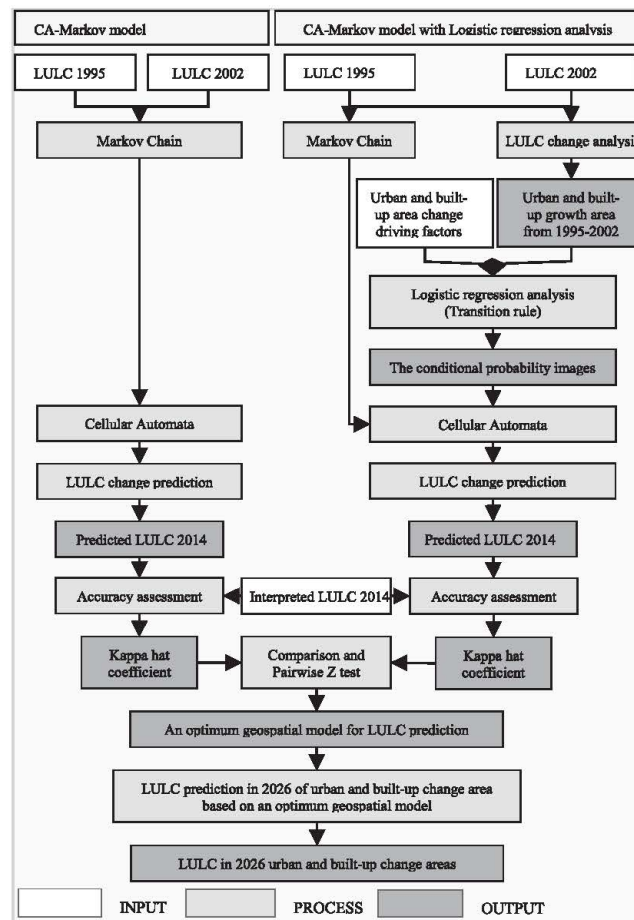 CA-Markov model
CA-Markov model with Logistic regression analysis
LULC 1995
LULC 2002
LULC 1995
LULC 2002
Markov Chain
Markov Chain
LULC change analysis
Urban and built-
up area change
driving factors
Urban and built-
up growth area
from 1995-2002
Logistic regression analysis
(Transition rule)
The conditional probability images
Cellular Automata
Cellular Automata
LULC change prediction
LULC change prediction
Predicted LULC 2014
Predicted LULC 2014
Accuracy assessment
Interpreted LULC 2014
Accuracy assessment
Kappa hat
coefficient
Comparison and
Pairwise Z test
Kappa hat
coefficient
An optimum geospatial model for LULC prediction
LULC prediction in 2026 of urban and built-up change area
based on an optimum geospatial model
LULC in 2026 urban and built-up change areas
INPUT
PROCESS
OUTPUT